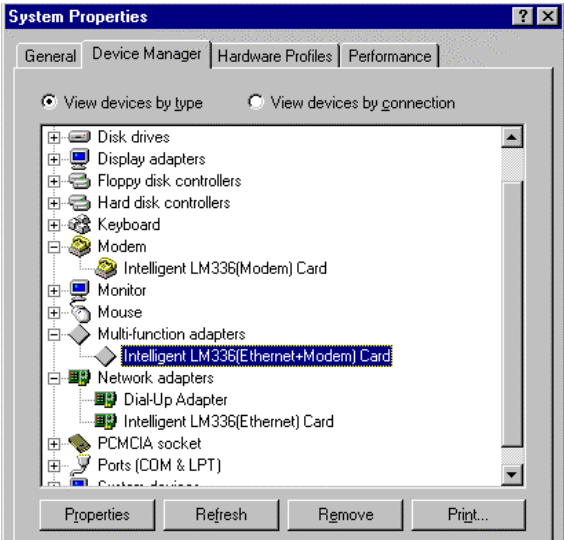 System Properties
General Device Manager Hardware Profiles Performance
View devices by type View devices by connection
Disk drives
Display adapters
Floppy disk controllers
Hard disk controllers
Keyboard
Modem
Intelligent LM336(Modem) Card
Monitor
Mouse
Multi-function adapters
Intelligent LM336(Ethernet+Modem) Card
Network adapters
Dial-Up Adapter
Intelligent LM336(Ethernet) Card
PCMCIA socket
Ports (COM & LPT)
System devices
Properties Refresh Remove Print...